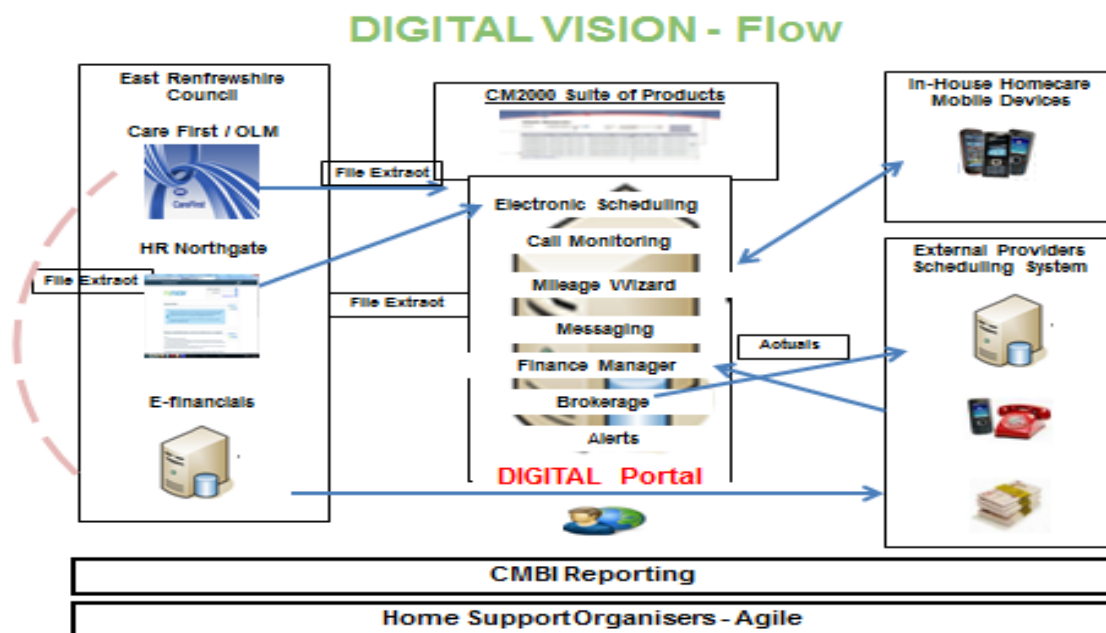 DIGITAL VISION - Flow
East Renfrewshire
Council
Care First / OLM
CareFirst
File Extract
HR Northgate
File Extract
E-financials
CM2000 Suite of Products
File Extract
Electronic Scheduling
Call Monitoring
Mileage Wizard
Messaging
Finance Manager
Brokerage
Alerts
DIGITAL Portal
Actuals
In-House Homecare
Mobile Devices
External Providers
Scheduling System
CMBI Reporting
Home Support Organisers - Agile